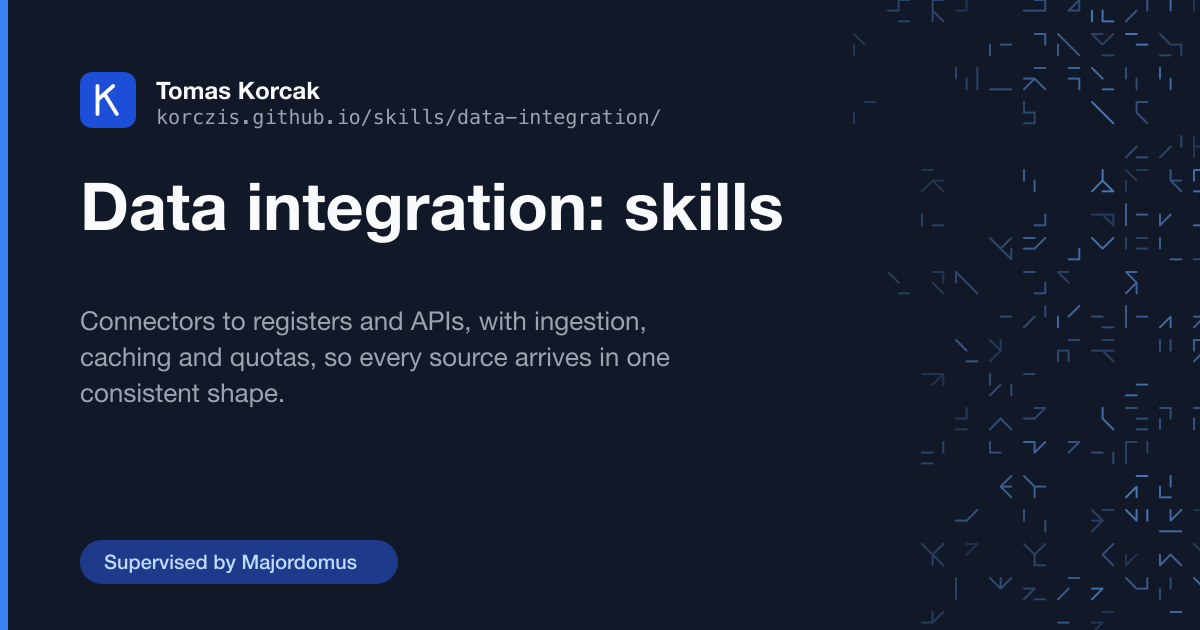 K
Tomas Korcak
korczis.github.io/skills/data-integration/
Data integration: skills
Connectors to registers and APIs, with ingestion,
caching and quotas, so every source arrives in one
consistent shape.
Supervised by Majordomus